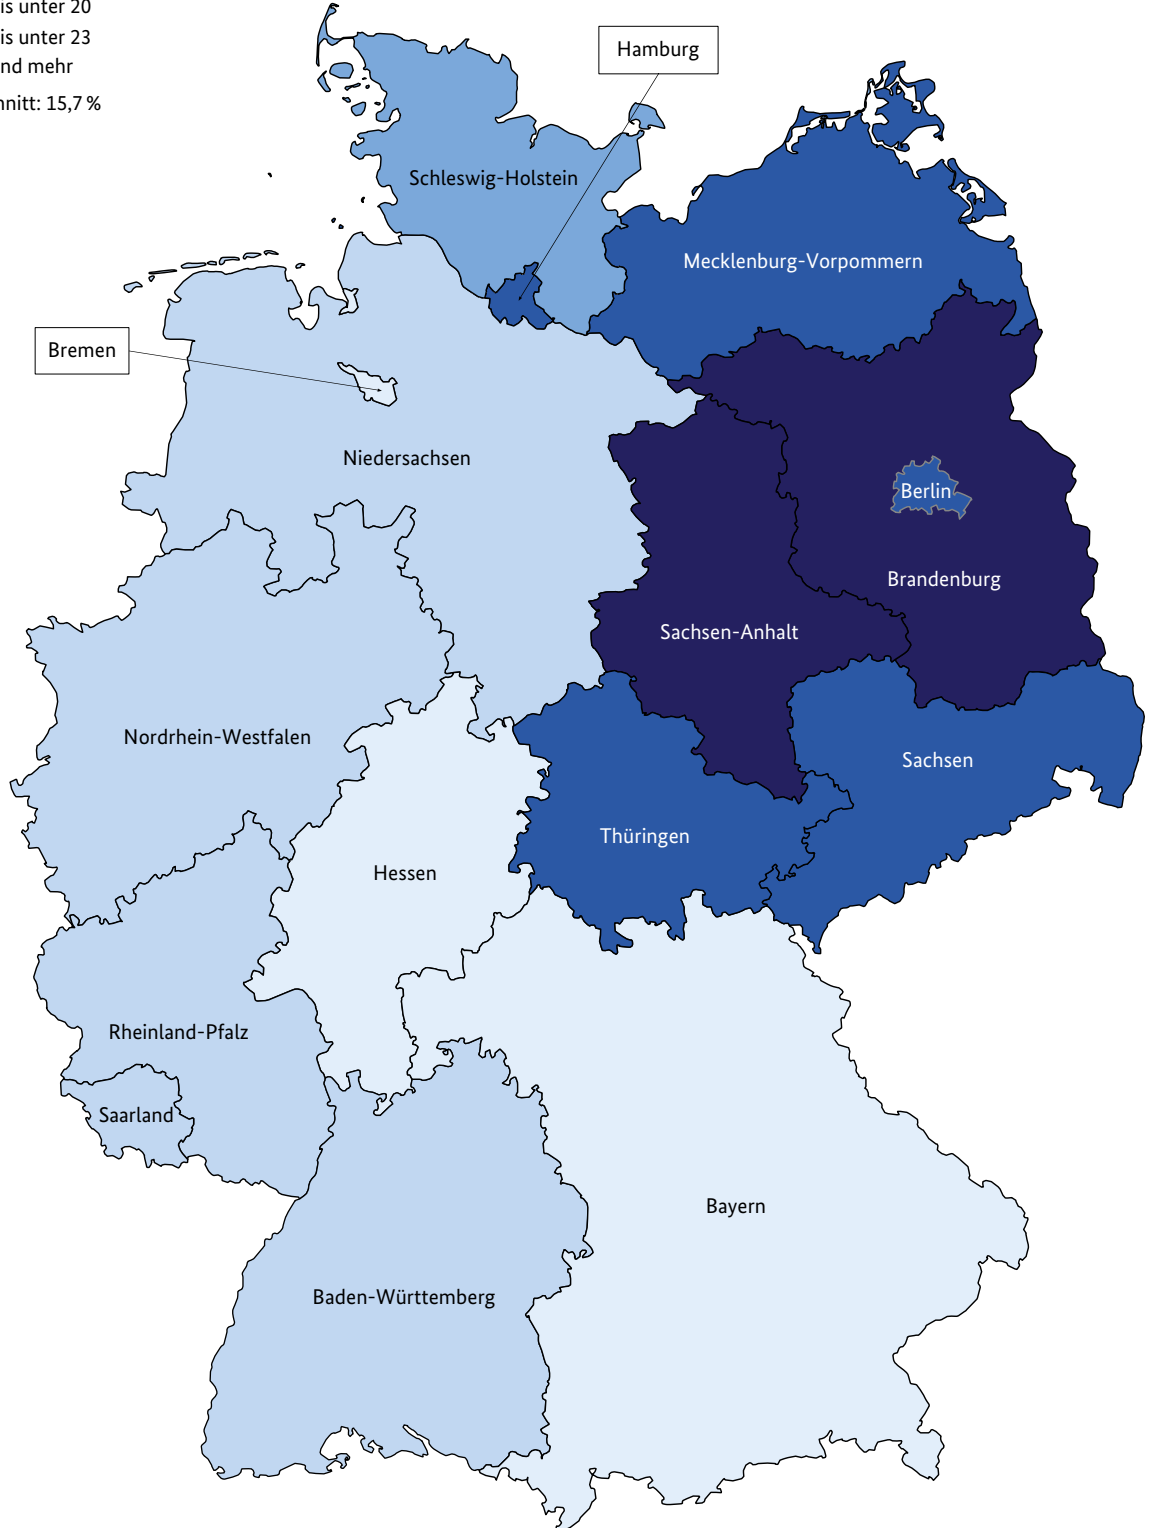 is unter 20
is unter 23
nd mehr
nitt: 15,7 %
Hamburg
Schleswig-Holstein
Mecklenburg-Vorpommern
Bremen
Niedersachsen
Berlin
Brandenburg
Sachsen-Anhalt
Nordrhein-Westfalen
Sachsen
Thüringen
Hessen
Rheinland-Pfalz
Saarland
Bayern
Baden-Württemberg